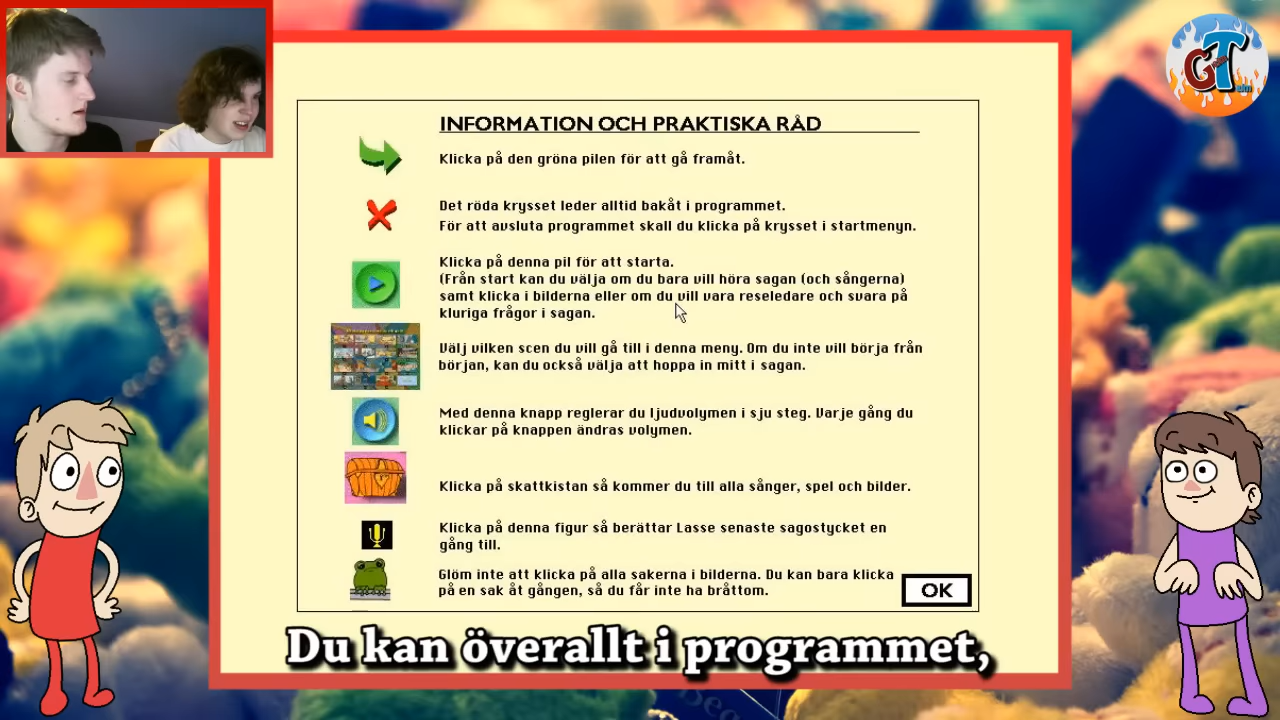 GT
INFORMATION OCH PRAKTISKA RÅD
Klicka på den gröna pilen för att gå framåt.
Det röda krysset leder alltid bakåt i programmet.
För att avsluta programmet skall du klicka på krysset i startmenyn.
Klicka på denna pil för att starta.
(Från start kan du välja om du bara vill höra sagan (och sångerna)
samt klicka i bilderna eller om du vill vara reseledare och svara på
kluriga frågor i sagan.
Välj vilken scen du vill gå till i denna meny. Om du inte vill börja från
början, kan du också välja att hoppa in mitt i sagan.
Med denna knapp reglerar du ljudvolymen i sju steg. Varje gång du
klickar på knappen ändras volymen.
Klicka på skattkistan så kommer du till alla sånger, spel och bilder.
Klicka på denna figur så berättar Lasse senaste sagostycket en
gång till.
Glöm inte att klicka på alla sakerna i bilderna. Du kan bara klicka
på en sak åt gången, så du får inte ha bråttom.
OK
Du kan överallt i programmet,